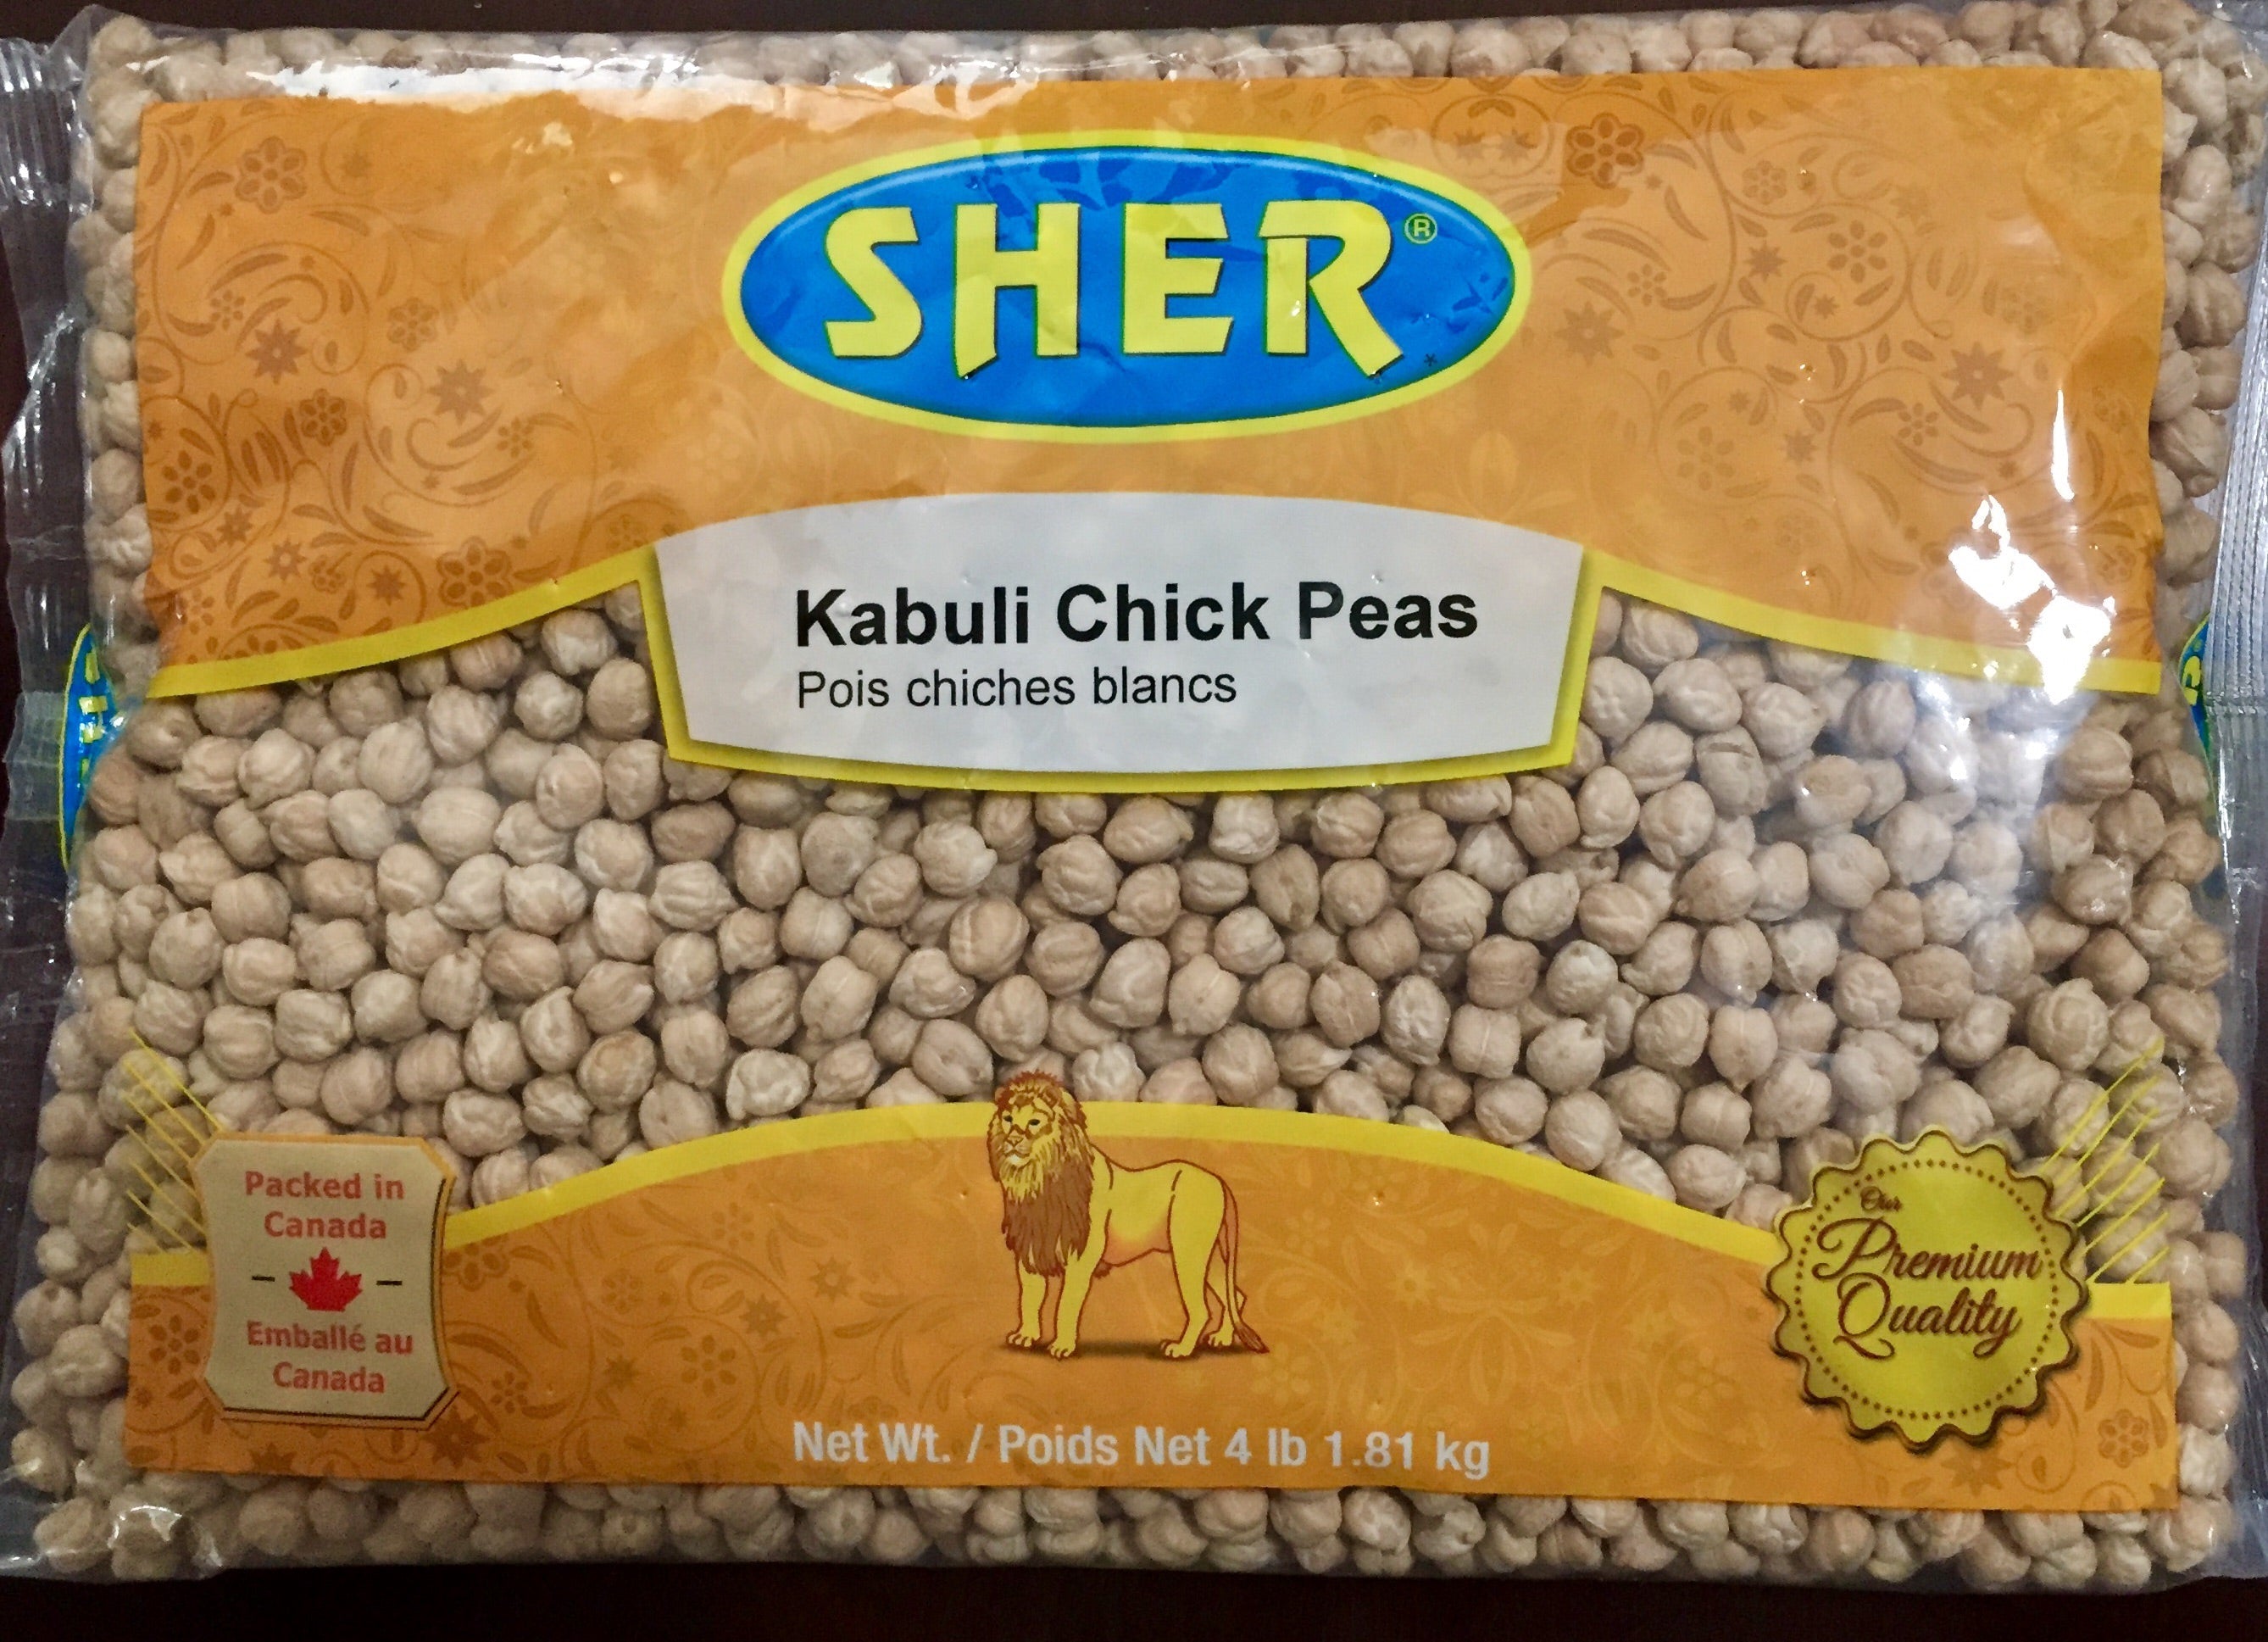 SHER®
Kabuli Chick Peas
Pois chiches blancs
Packed in
Canada
Emballé au
Canada
Our
Premium
Quality
Net Wt. / Poids Net 4 lb 1.81 kg